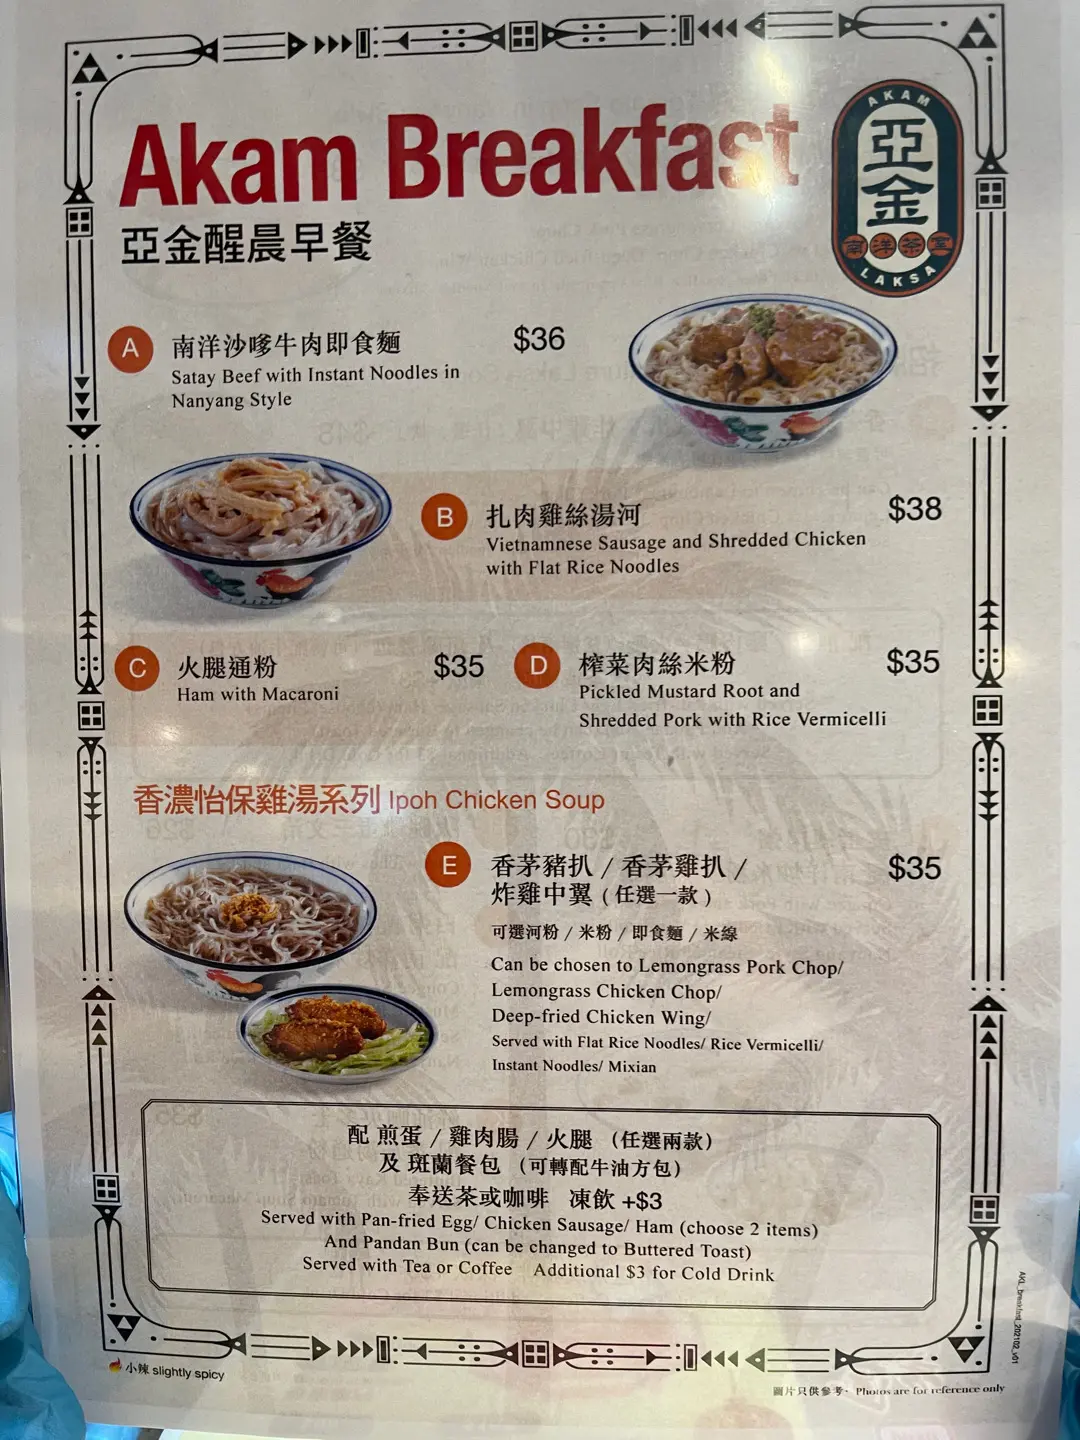 Akam Breakfast
亞金醒晨早餐
AKAM
亞金
南洋茶室
LAKSA
A
南洋沙嗲牛肉即食麵
$36
Satay Beef with Instant Noodles in
Nanyang Style
B
扎肉雞絲湯河
$38
Vietnamnese Sausage and Shredded Chicken
with Flat Rice Noodles
C
火腿通粉
$35
Ham with Macaroni
D
榨菜肉絲米粉
$35
Pickled Mustard Root and
Shredded Pork with Rice Vermicelli
香濃怡保雞湯系列 Ipoh Chicken Soup
E
香茅豬扒 / 香茅雞扒 /
$35
炸雞中翼 (任選一款)
可選河粉 / 米粉 / 即食麵 / 米線
Can be chosen to Lemongrass Pork Chop/
Lemongrass Chicken Chop/
Deep-fried Chicken Wing/
Served with Flat Rice Noodles/ Rice Vermicelli/
Instant Noodles/ Mixian
配 煎蛋 / 雞肉腸 / 火腿 (任選兩款)
及 斑蘭餐包 (可轉配牛油方包)
奉送茶或咖啡 凍飲 +$3
Served with Pan-fried Egg/ Chicken Sausage/ Ham (choose 2 items)
And Pandan Bun (can be changed to Buttered Toast)
Served with Tea or Coffee Additional $3 for Cold Drink
小辣 slightly spicy
圖片只供參考。 Photos are for reference only